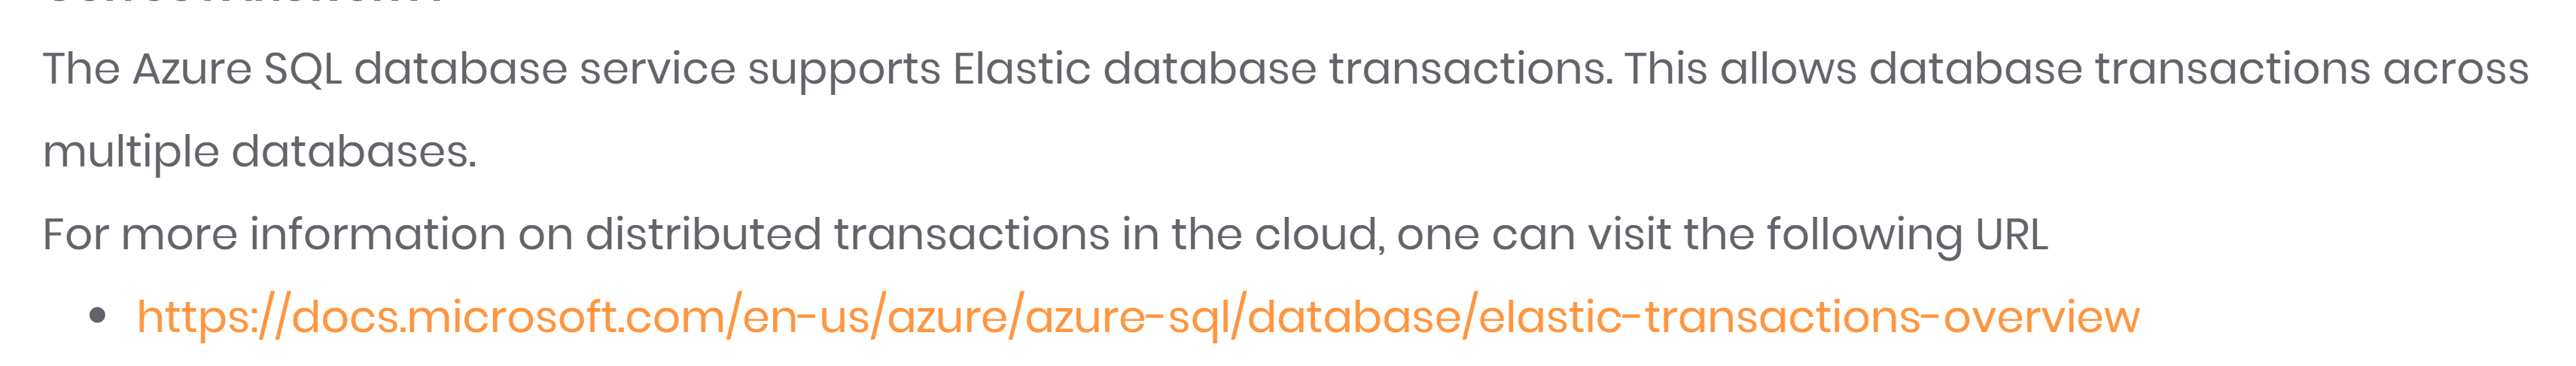 The Azure SQL database service supports Elastic database transactions. This allows database transactions across
multiple databases.
For more information on distributed transactions in the cloud, one can visit the following URL
• https://docs.microsoft.com/en-us/azure/azure-sql/database/elastic-transactions-overview